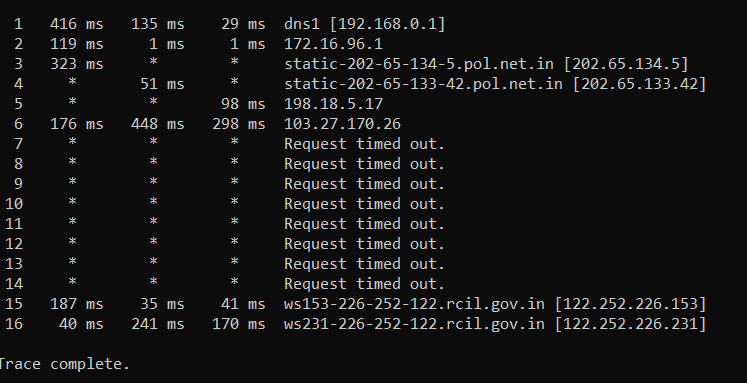 1 416 ms 135 ms 29 ms dns1 [192.168.0.1]
2 119 ms 1 ms 1 ms 172.16.96.1
3 323 ms * * static-202-65-134-5.pol.net.in [202.65.134.5]
4 * 51 ms * static-202-65-133-42.pol.net.in [202.65.133.42]
5 * * 98 ms 198.18.5.17
6 176 ms 448 ms 298 ms 103.27.170.26
7 * * * Request timed out.
8 * * * Request timed out.
9 * * * Request timed out.
10 * * * Request timed out.
11 * * * Request timed out.
12 * * * Request timed out.
13 * * * Request timed out.
14 * * * Request timed out.
15 187 ms 35 ms 41 ms ws153-226-252-122.rcil.gov.in [122.252.226.153]
16 40 ms 241 ms 170 ms ws231-226-252-122.rcil.gov.in [122.252.226.231]
Trace complete.